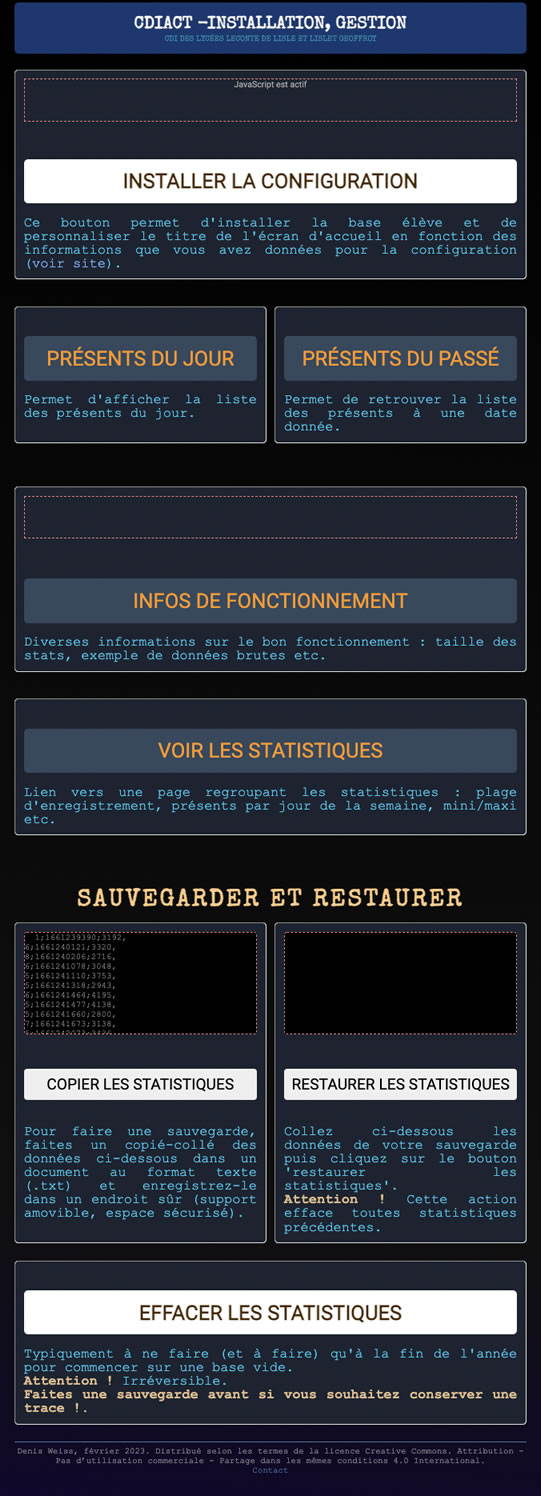 CDIACT -INSTALLATION, GESTION
CDI DES LYCÉES LECONTE DE LISLE ET LISLET GEOFFROY
JavaScript est actif
INSTALLER LA CONFIGURATION
Ce bouton permet d'installer la base élève et de
personnaliser le titre de l'écran d'accueil en fonction des
informations que vous avez données pour la configuration
(voir site).
PRÉSENTS DU JOUR
Permet d'afficher la liste
des présents du jour.
PRÉSENTS DU PASSÉ
Permet de retrouver la liste
des présents à une date
donnée.
INFOS DE FONCTIONNEMENT
Diverses informations sur le bon fonctionnement : taille des
stats, exemple de données brutes etc.
VOIR LES STATISTIQUES
Lien vers une page regroupant les statistiques : plage
d'enregistrement, présents par jour de la semaine, mini/maxi
etc.
SAUVEGARDER ET RESTAURER
1;1661239390;3192,
6;1661240121;3320,
8;1661240206;2716,
6;1661241078;3048,
5;1661241110;3753,
5;1661241318;2943,
6;1661241464;4195,
5;1661241477;4138,
5;1661241660;2800,
7;1661241673;3138,
COPIER LES STATISTIQUES
Pour faire une sauvegarde,
faites un copié-collé des
données ci-dessous dans un
document au format texte
(.txt) et enregistrez-le
dans un endroit sûr (support
amovible, espace sécurisé).
RESTAURER LES STATISTIQUES
Collez ci-dessous les
données de votre sauvegarde
puis cliquez sur le bouton
'restaurer les
statistiques'.
Attention ! Cette action
efface toutes statistiques
précédentes.
EFFACER LES STATISTIQUES
Typiquement à ne faire (et à faire) qu'à la fin de l'année
pour commencer sur une base vide.
Attention ! Irréversible.
Faites une sauvegarde avant si vous souhaitez conserver une
trace !.
Denis Weiss, février 2023. Distribué selon les termes de la licence Creative Commons. Attribution -
Pas d'utilisation commerciale - Partage dans les mêmes conditions 4.0 International.
Contact